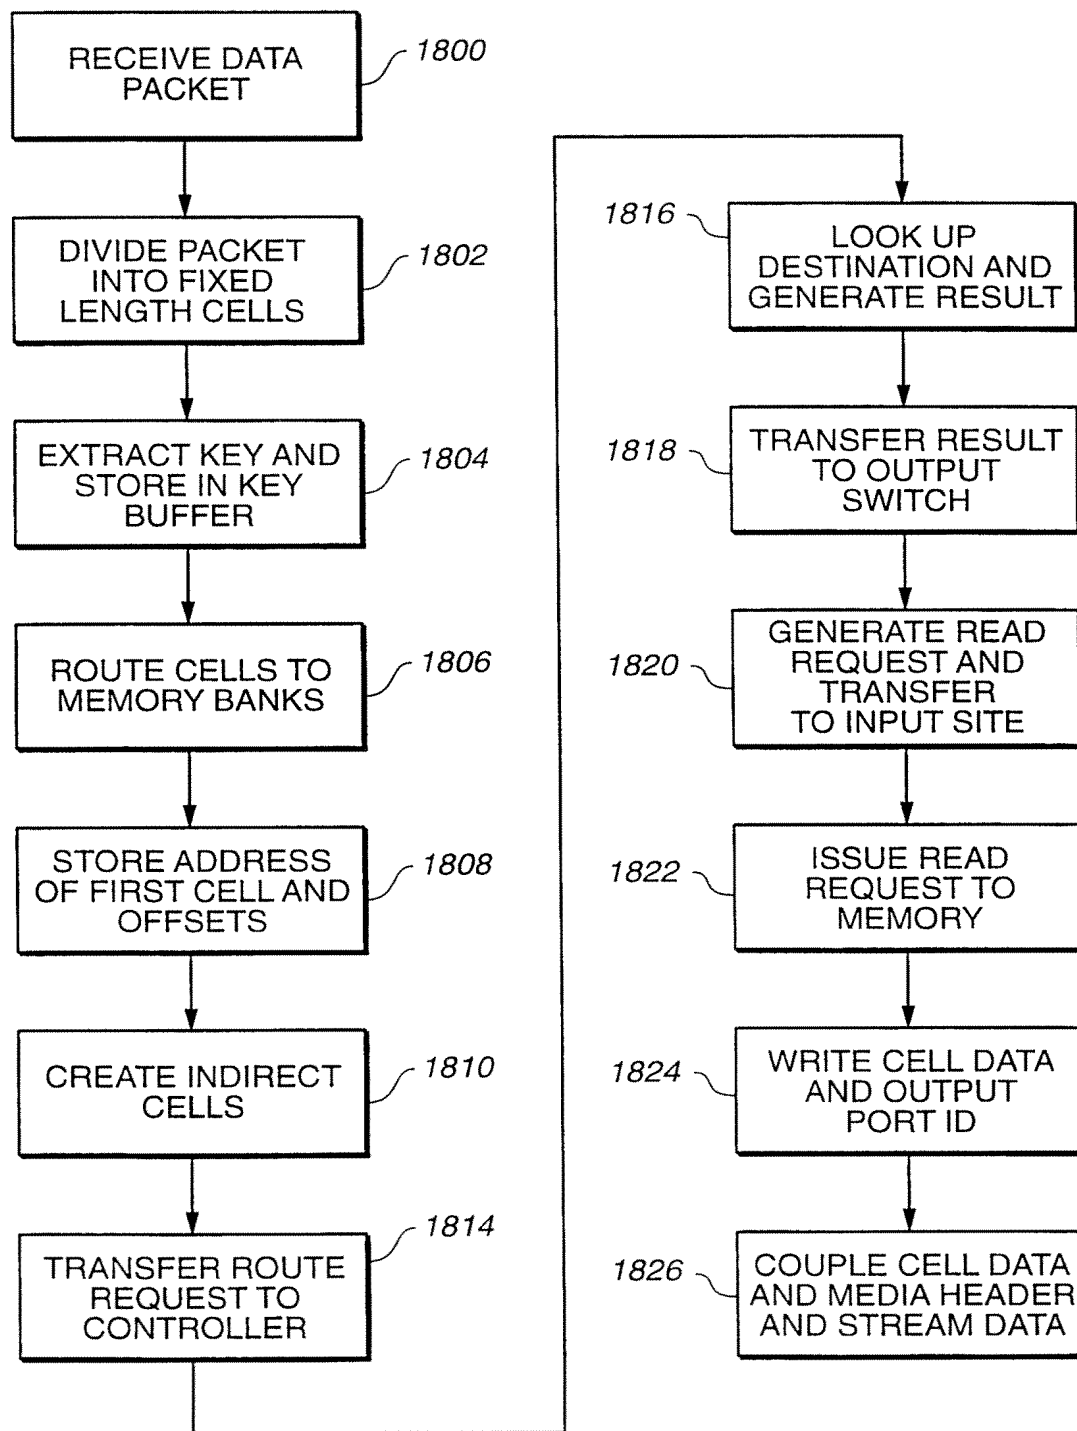 RECEIVE DATA
PACKET
1800
DIVIDE PACKET
INTO FIXED
LENGTH CELLS
1802
EXTRACT KEY AND
STORE IN KEY
BUFFER
1804
ROUTE CELLS TO
MEMORY BANKS
1806
STORE ADDRESS
OF FIRST CELL AND
OFFSETS
1808
CREATE INDIRECT
CELLS
1810
TRANSFER ROUTE
REQUEST TO
CONTROLLER
1814
1816
LOOK UP
DESTINATION AND
GENERATE RESULT
1818
TRANSFER RESULT
TO OUTPUT
SWITCH
1820
GENERATE READ
REQUEST AND
TRANSFER
TO INPUT SITE
1822
ISSUE READ
REQUEST TO
MEMORY
1824
WRITE CELL DATA
AND OUTPUT
PORT ID
1826
COUPLE CELL DATA
AND MEDIA HEADER
AND STREAM DATA